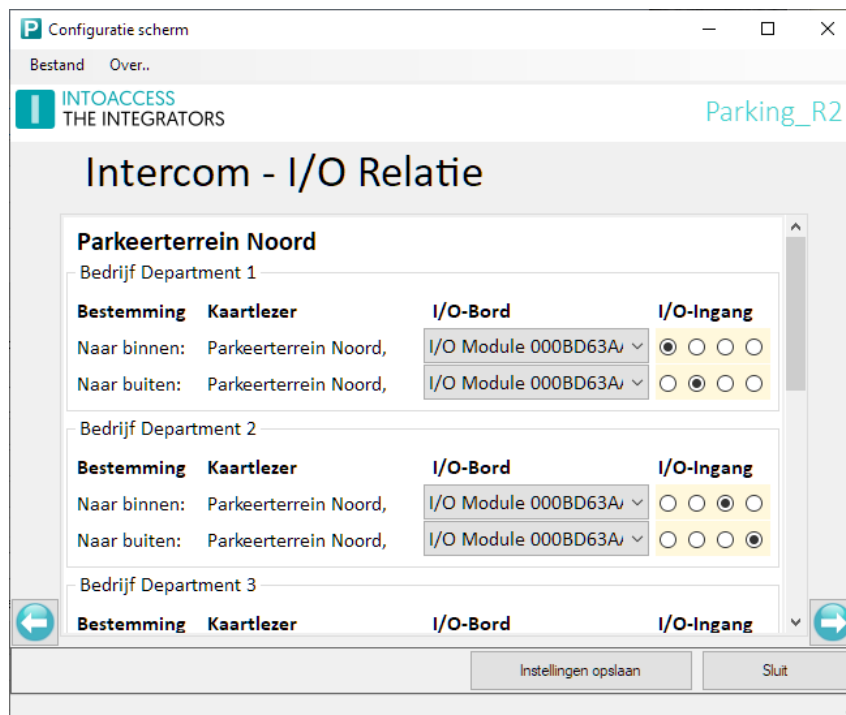 Configuratie scherm
Bestand Over..
INTOACCESS
THE INTEGRATORS
Parking_R2
Intercom - I/O Relatie
Parkeerterrein Noord
Bedrijf Department 1
Bestemming Kaartlezer I/O-Bord I/O-Ingang
Naar binnen: Parkeerterrein Noord, I/O Module 000BD63A
Naar buiten: Parkeerterrein Noord, I/O Module 000BD63A
Bedrijf Department 2
Bestemming Kaartlezer I/O-Bord I/O-Ingang
Naar binnen: Parkeerterrein Noord, I/O Module 000BD63A
Naar buiten: Parkeerterrein Noord, I/O Module 000BD63A
Bedrijf Department 3
Bestemming Kaartlezer I/O-Bord I/O-Ingang
Instellingen opslaan Sluit